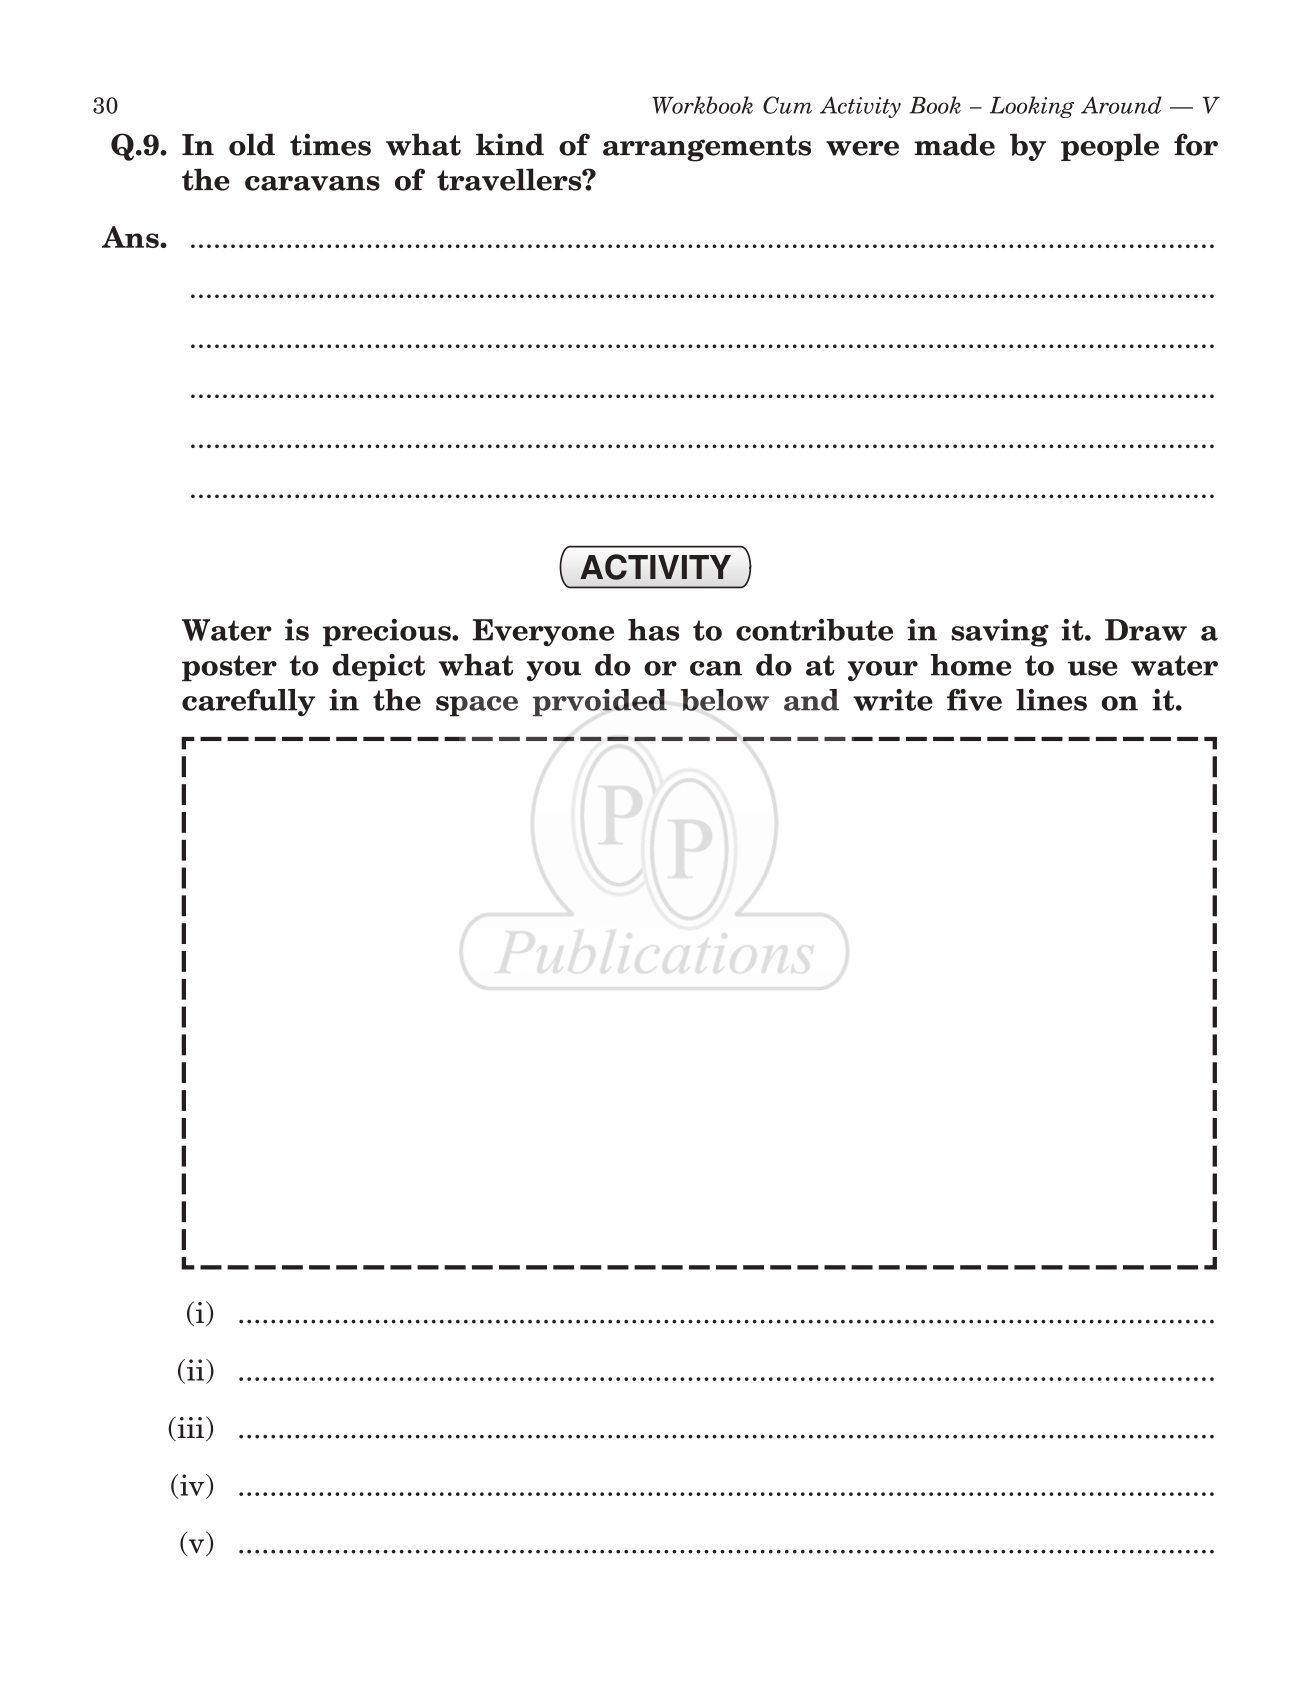 30 Workbook Cum Activity Book – Looking Around — V
Q.9. In old times what kind of arrangements were made by people for
the caravans of travellers?
Ans. ................................................................................................................................
................................................................................................................................
................................................................................................................................
................................................................................................................................
................................................................................................................................
................................................................................................................................
ACTIVITY
Water is precious. Everyone has to contribute in saving it. Draw a
poster to depict what you do or can do at your home to use water
carefully in the space prvoided below and write five lines on it.
P P
Publications
(i) ..........................................................................................................................
(ii) ..........................................................................................................................
(iii) ..........................................................................................................................
(iv) ..........................................................................................................................
(v) ..........................................................................................................................